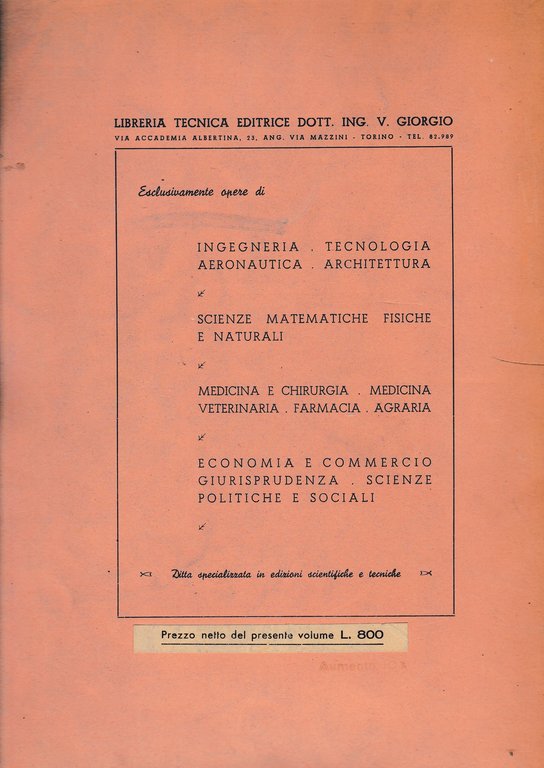 LIBRERIA TECNICA EDITRICE DOTT. ING. V. GIORGIO
VIA ACCADEMIA ALBERTINA, 23, ANG. VIA MAZZINI - TORINO - TEL. 82.989
Esclusivamente opere di
INGEGNERIA . TECNOLOGIA
AERONAUTICA . ARCHITETTURA
SCIENZE MATEMATICHE FISICHE
E NATURALI
MEDICINA E CHIRURGIA . MEDICINA
VETERINARIA . FARMACIA . AGRARIA
ECONOMIA E COMMERCIO
GIURISPRUDENZA . SCIENZE
POLITICHE E SOCIALI
Ditta specializzata in edizioni scientifiche e tecniche
Prezzo netto del presente volume L. 800
Aumento